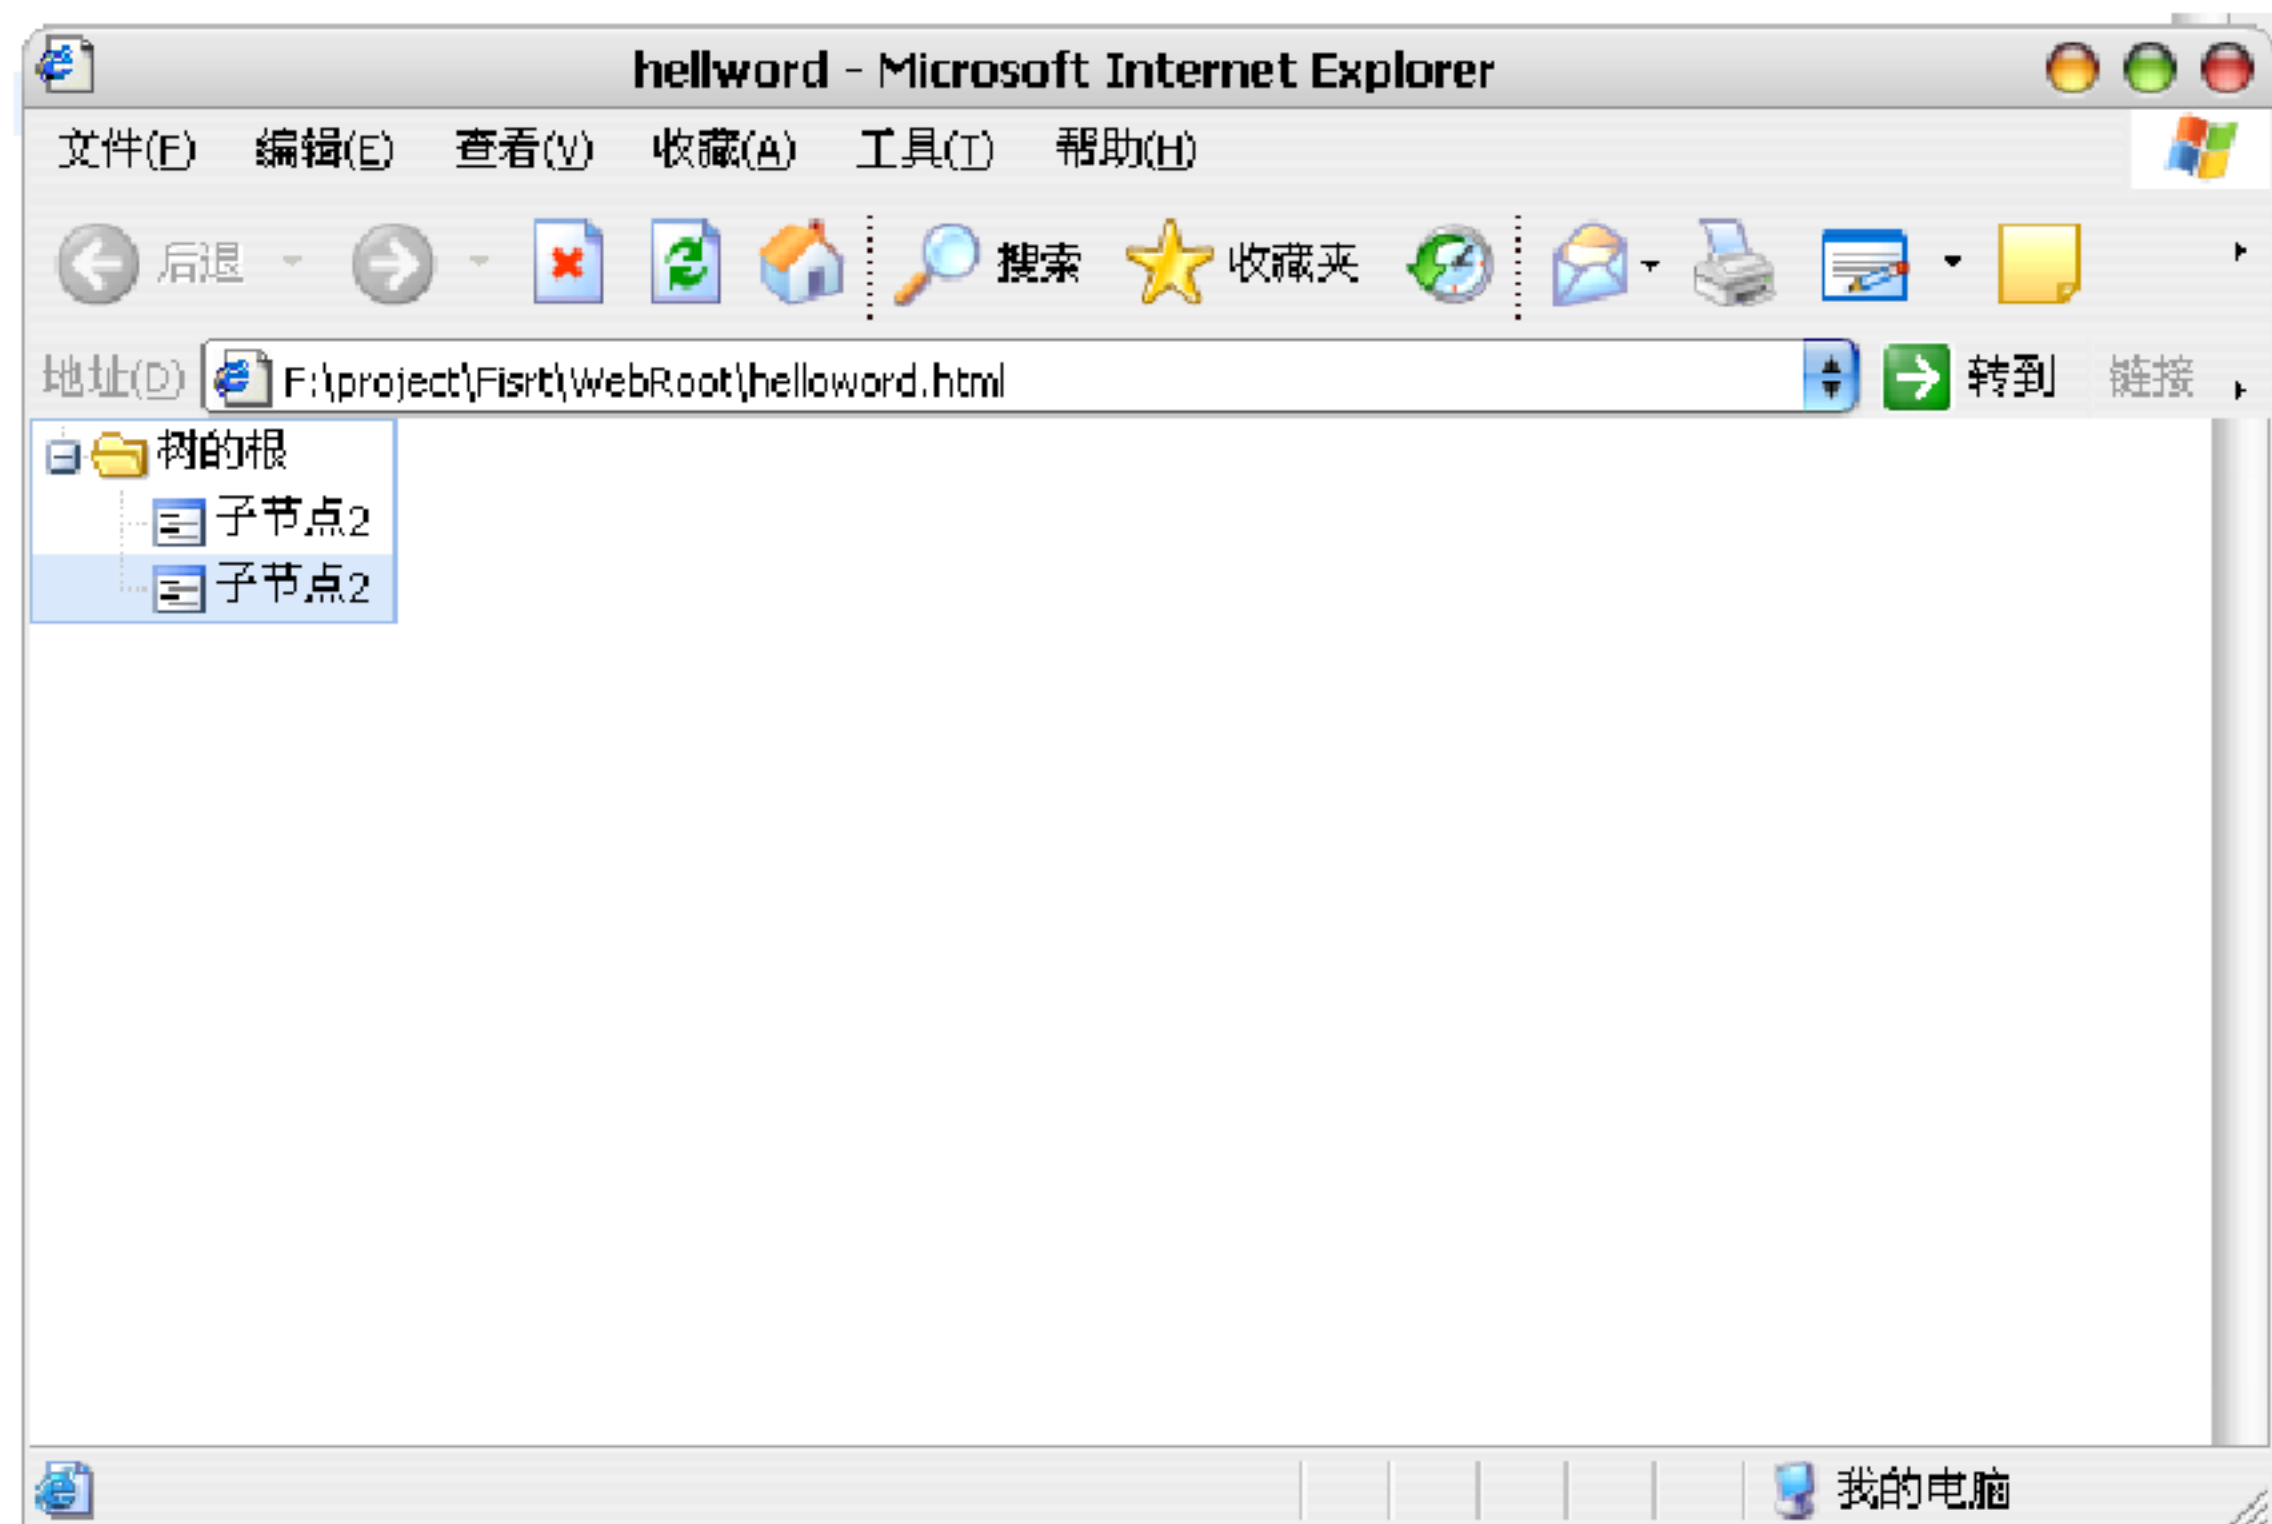 hellword - Microsoft Internet Explorer
文件(F) 编辑(E) 查看(V) 收藏(A) 工具(T) 帮助(H)
后退 搜索 收藏夹
地址(D) F:\project\Fisrt\WebRoot\helloword.html 转到 链接
树的根
子节点2
子节点2
我的电脑